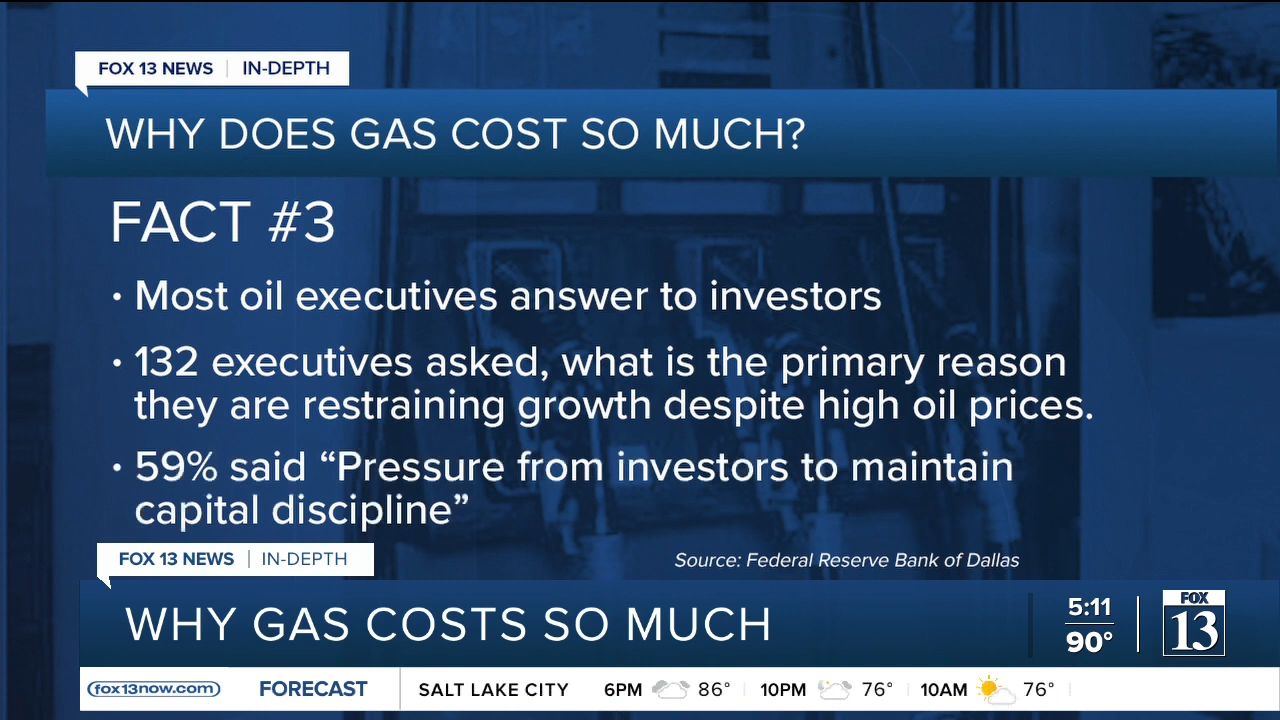 FOX 13 NEWS | IN-DEPTH
WHY DOES GAS COST SO MUCH?
FACT #3
• Most oil executives answer to investors
• 132 executives asked, what is the primary reason
they are restraining growth despite high oil prices.
• 59% said “Pressure from investors to maintain
capital discipline”
FOX 13 NEWS | IN-DEPTH
Source: Federal Reserve Bank of Dallas
WHY GAS COSTS SO MUCH
5:11
90°
FOX
13
fox13now.com FORECAST SALT LAKE CITY 6PM 86° 10PM 76° 10AM 76°